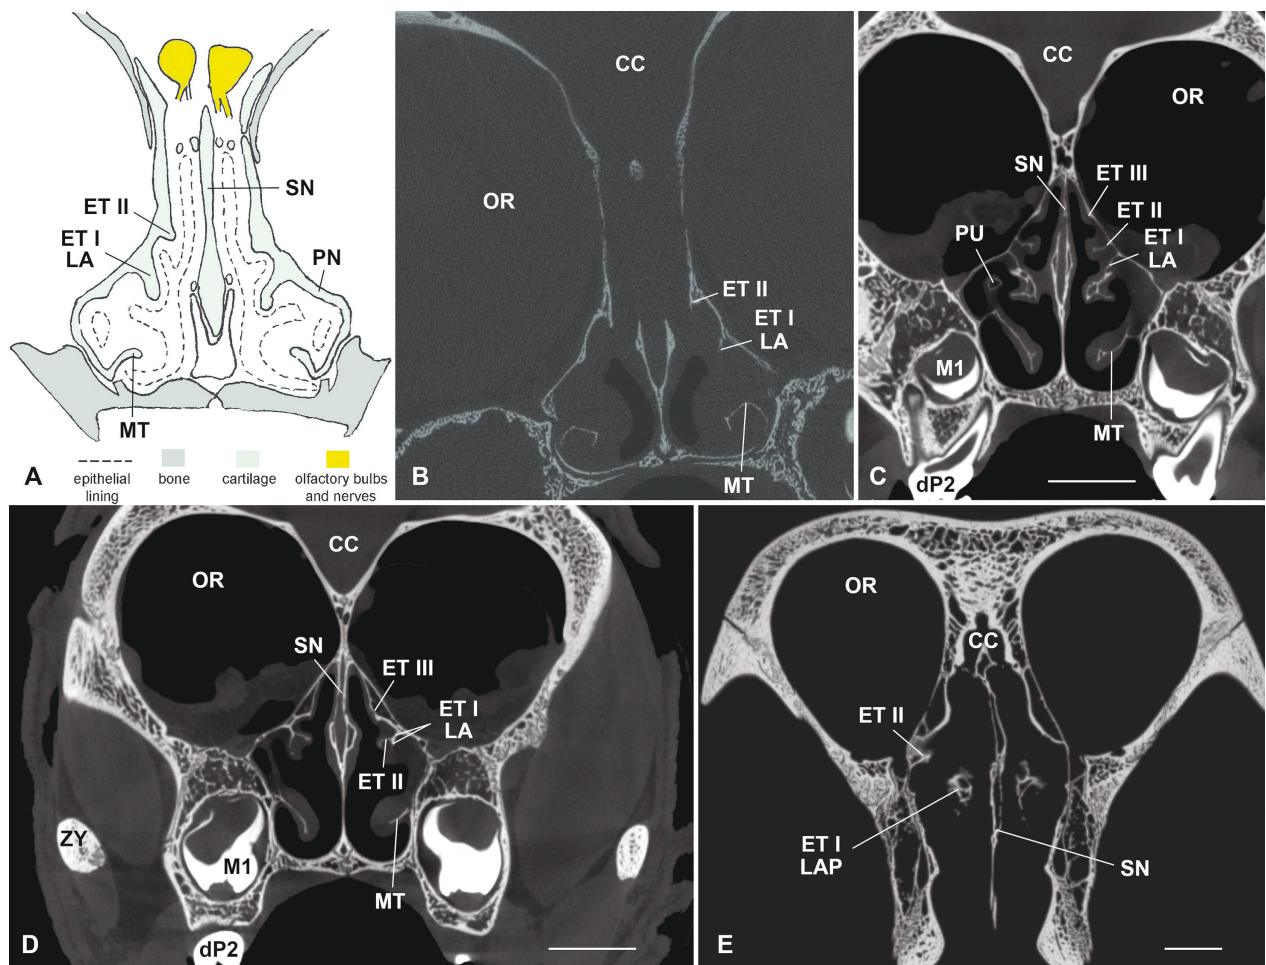 SN
ET II
ET I
LA
PN
MT
A
epithelial
lining
bone
cartilage
olfactory bulbs
and nerves
CC
OR
ET II
ET I
LA
MT
B
CC
OR
SN
ET III
ET II
PU
ET I
LA
M1
MT
C
dP2
CC
OR
SN
ET III
ET I
LA
ET II
ZY
M1
MT
D
dP2
OR
CC
ET II
ET I
LAP
SN
E